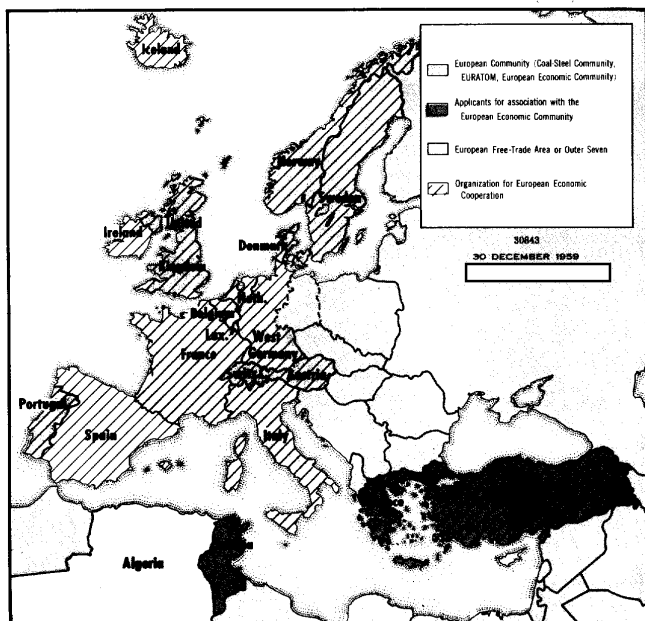 European Community (Coal-Steel Community,
EURATOM, European Economic Community)
Applicants for association with the
European Economic Community
European Free-Trade Area or Outer Seven
Organization for European Economic
Cooperation
30843
30 DECEMBER 1959
Iceland
Norway
Sweden
Ireland
United
Kingdom
Denmark
Neth.
Belgium
Lux.
West
Germany
France
Austria
Portugal
Spain
Italy
Algeria